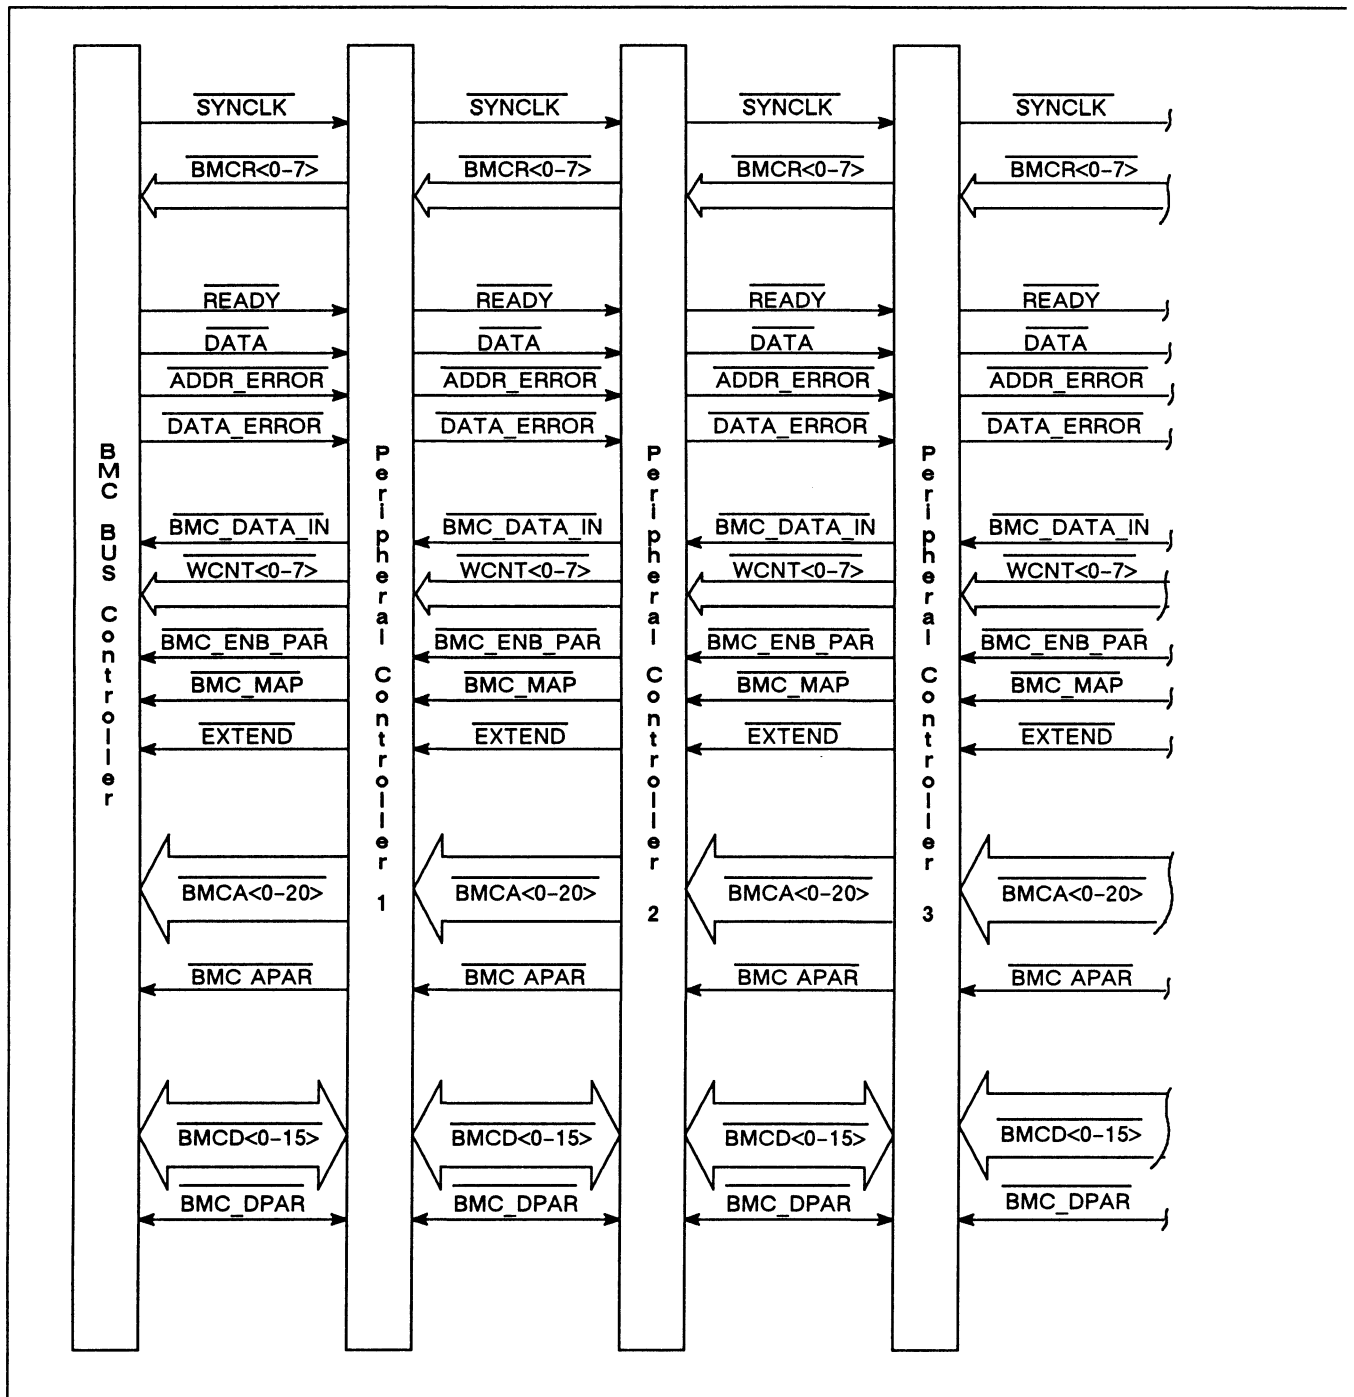 SYNCLK SYNCLK SYNCLK SYNCLK
BMCR<0-7> BMCR<0-7> BMCR<0-7> BMCR<0-7>
READY READY READY READY
DATA DATA DATA DATA
ADDR_ERROR ADDR_ERROR ADDR_ERROR ADDR_ERROR
DATA_ERROR DATA_ERROR DATA_ERROR DATA_ERROR
BMC BUS Controller
Peripheral Controller 1
Peripheral Controller 2
Peripheral Controller 3
BMC_DATA_IN BMC_DATA_IN BMC_DATA_IN BMC_DATA_IN
WCNT<0-7> WCNT<0-7> WCNT<0-7> WCNT<0-7>
BMC_ENB_PAR BMC_ENB_PAR BMC_ENB_PAR BMC_ENB_PAR
BMC_MAP BMC_MAP BMC_MAP BMC_MAP
EXTEND EXTEND EXTEND EXTEND
BMCA<0-20> BMCA<0-20> BMCA<0-20> BMCA<0-20>
BMC APAR BMC APAR BMC APAR BMC APAR
BMCD<0-15> BMCD<0-15> BMCD<0-15> BMCD<0-15>
BMC_DPAR BMC_DPAR BMC_DPAR BMC_DPAR